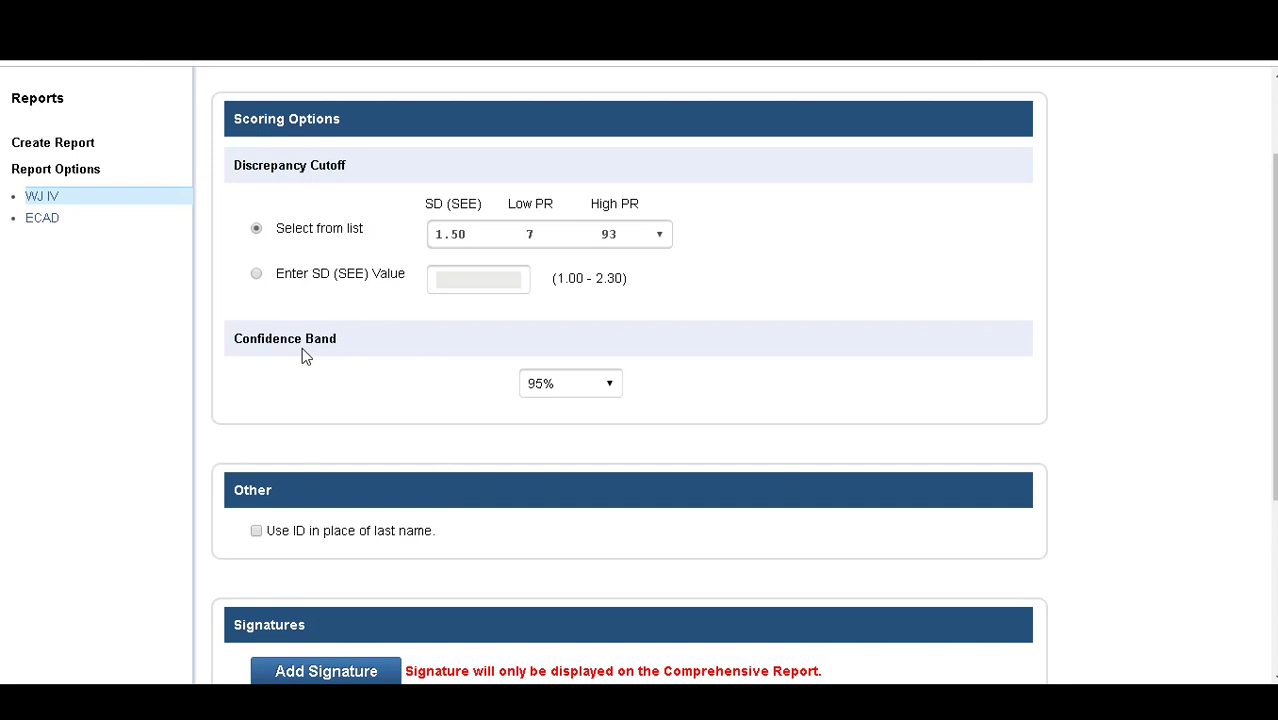 Reports
Create Report
Report Options
WJ IV
ECAD
Scoring Options
Discrepancy Cutoff
SD (SEE) Low PR High PR
Select from list 1.50 7 93
Enter SD (SEE) Value (1.00 - 2.30)
Confidence Band
95%
Other
Use ID in place of last name.
Signatures
Add Signature Signature will only be displayed on the Comprehensive Report.